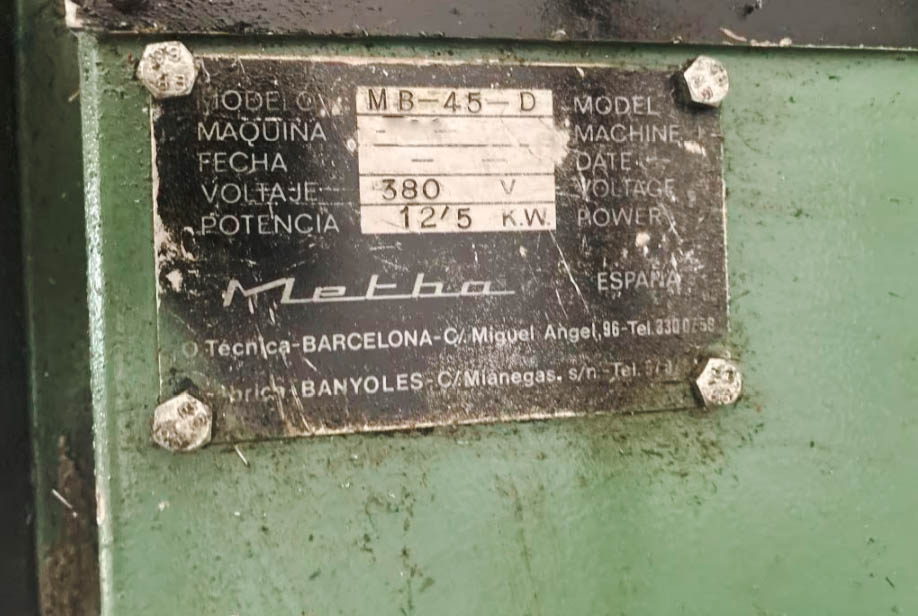 MODELO MB-45-D MODEL
MAQUINA - - MACHINE
FECHA - - DATE
VOLTAJE 380 V VOLTAGE
POTENCIA 12'5 K.W. POWER
Metba ESPAÑA
O Técnica-BARCELONA-C/. Miguel Angel, 96-Tel.
BANYOLES-C/Mianegas. s/n-Tel.